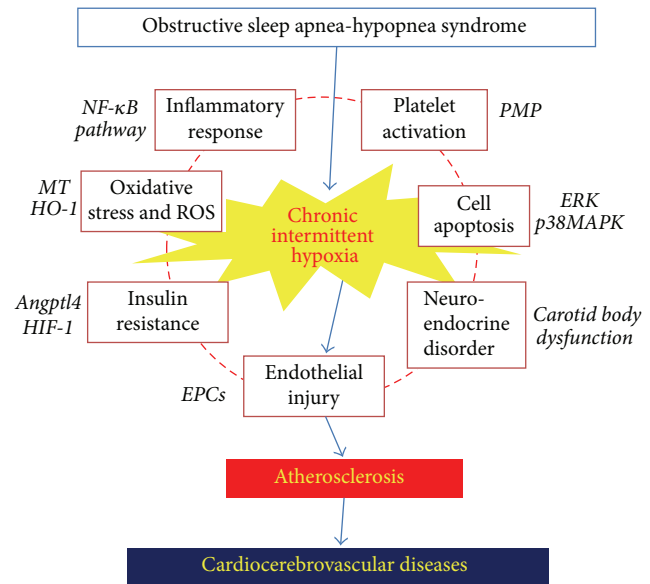 Obstructive sleep apnea-hypopnea syndrome
NF-κB
pathway
Inflammatory
response
Platelet
activation
PMP
MT
HO-1
Oxidative
stress and ROS
Chronic
intermittent
hypoxia
Cell
apoptosis
ERK
p38MAPK
Angptl4
HIF-1
Insulin
resistance
Neuro-
endocrine
disorder
Carotid body
dysfunction
EPCs
Endothelial
injury
Atherosclerosis
Cardiocerebrovascular diseases